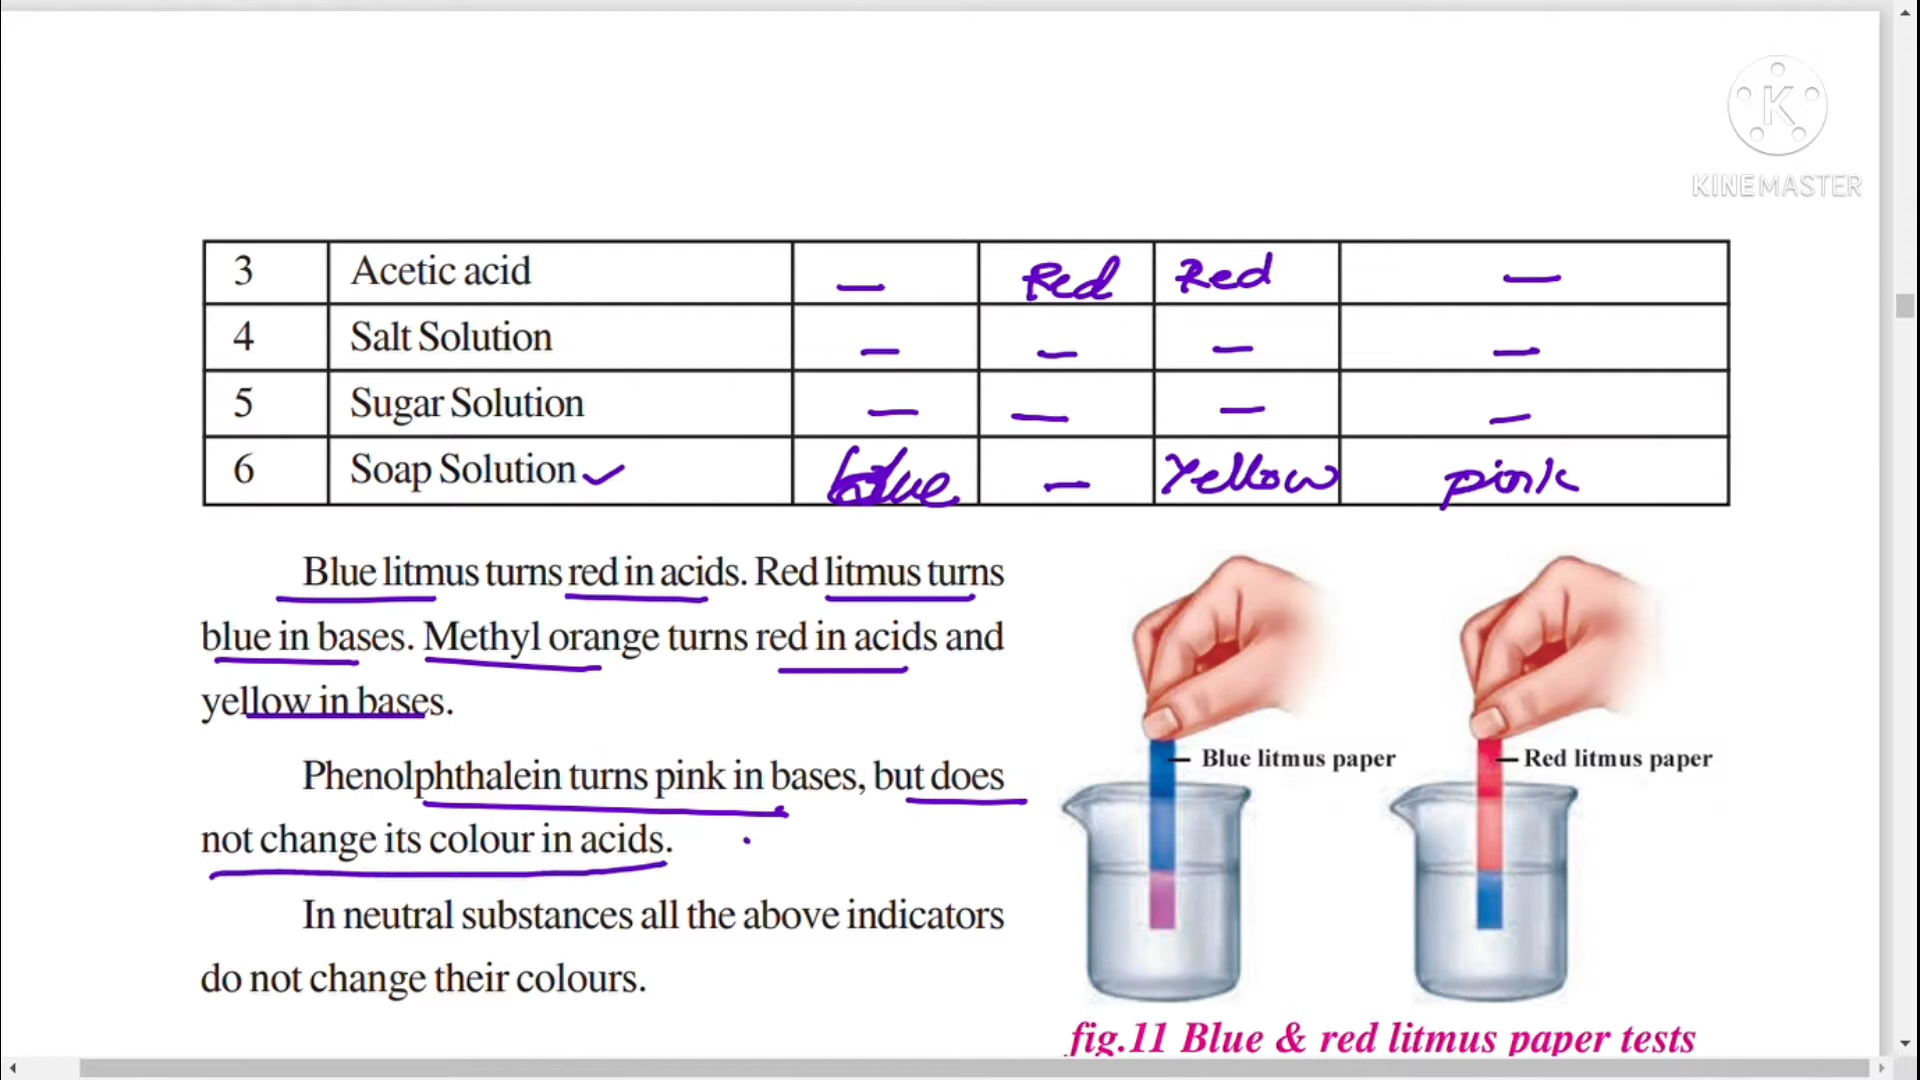 K
KINEMASTER
3 Acetic acid — Red Red —
4 Salt Solution — — — —
5 Sugar Solution — — — —
6 Soap Solution ✓ blue — Yellow pink
Blue litmus turns red in acids. Red litmus turns
blue in bases. Methyl orange turns red in acids and
yellow in bases.
Phenolphthalein turns pink in bases, but does
not change its colour in acids.
In neutral substances all the above indicators
do not change their colours.
Blue litmus paper
Red litmus paper
fig.11 Blue & red litmus paper tests